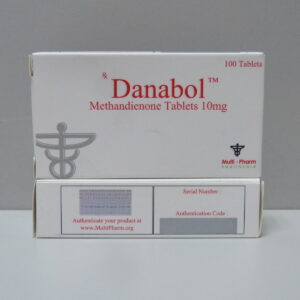 100 Tablets
℞ Danabol™
Methandienone Tablets 10mg
Multi-Pharm
HEALTHCARE
Serial Number :
Authenticate your product at
www.MultiPharm.org
Authentication Code :